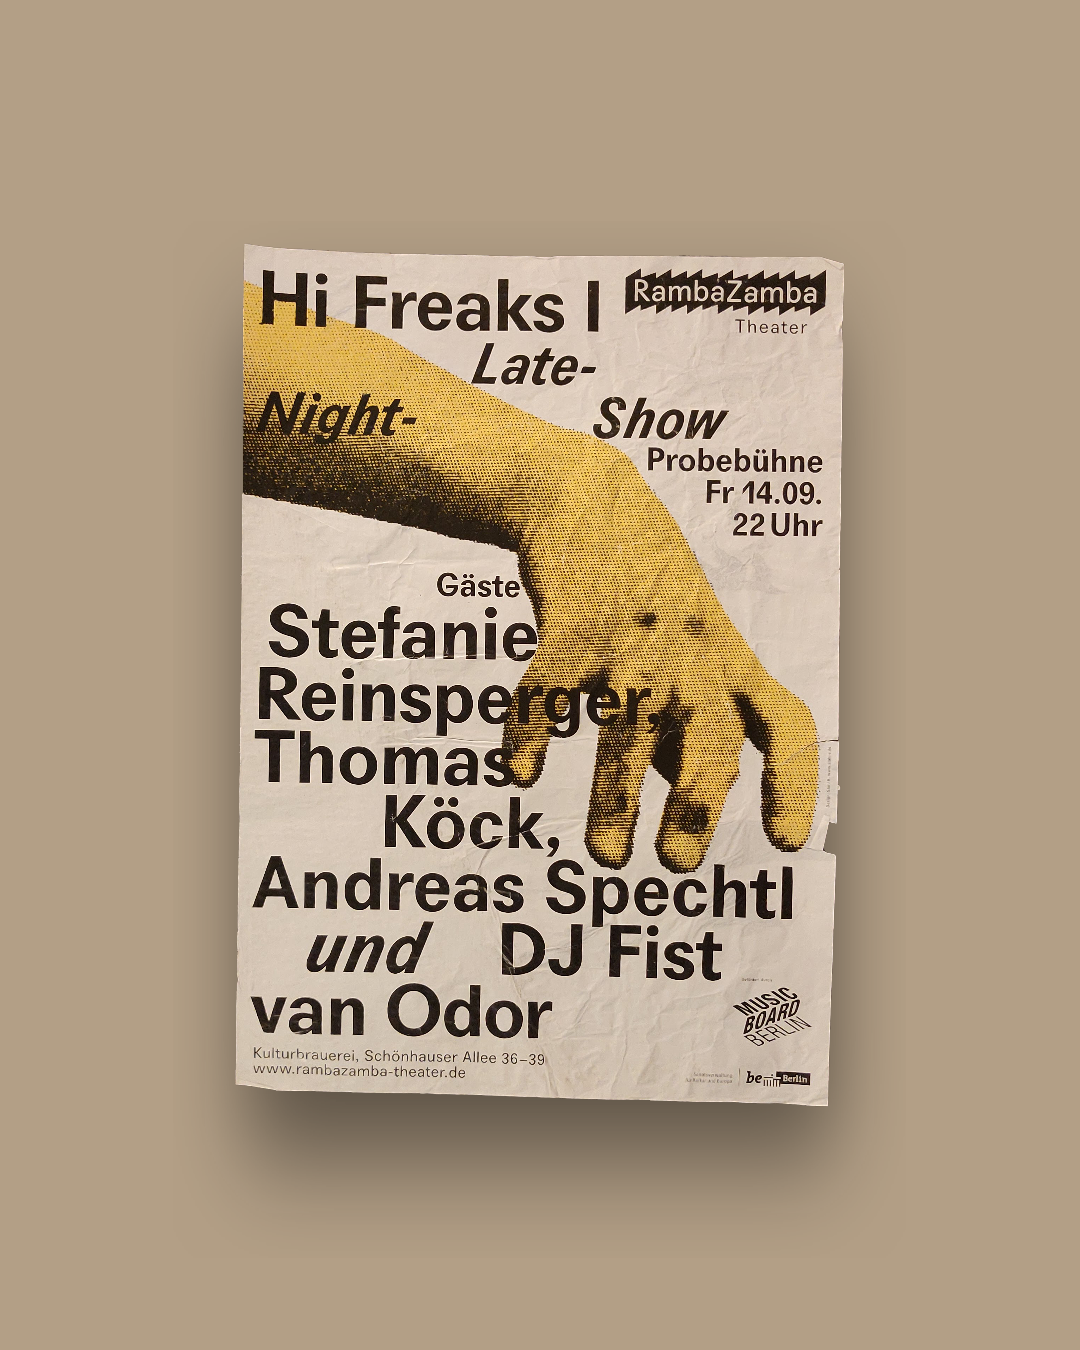 Hi Freaks I
RambaZamba
Theater
Late-
Night-
Show
Probebühne
Fr 14.09.
22 Uhr
Gäste
Stefanie
Reinsperger,
Thomas
Köck,
Andreas Spechtl
und DJ Fist
van Odor
Kulturbrauerei, Schönhauser Allee 36–39
www.rambazamba-theater.de
MUSIC
BOARD
BERLIN
be Berlin